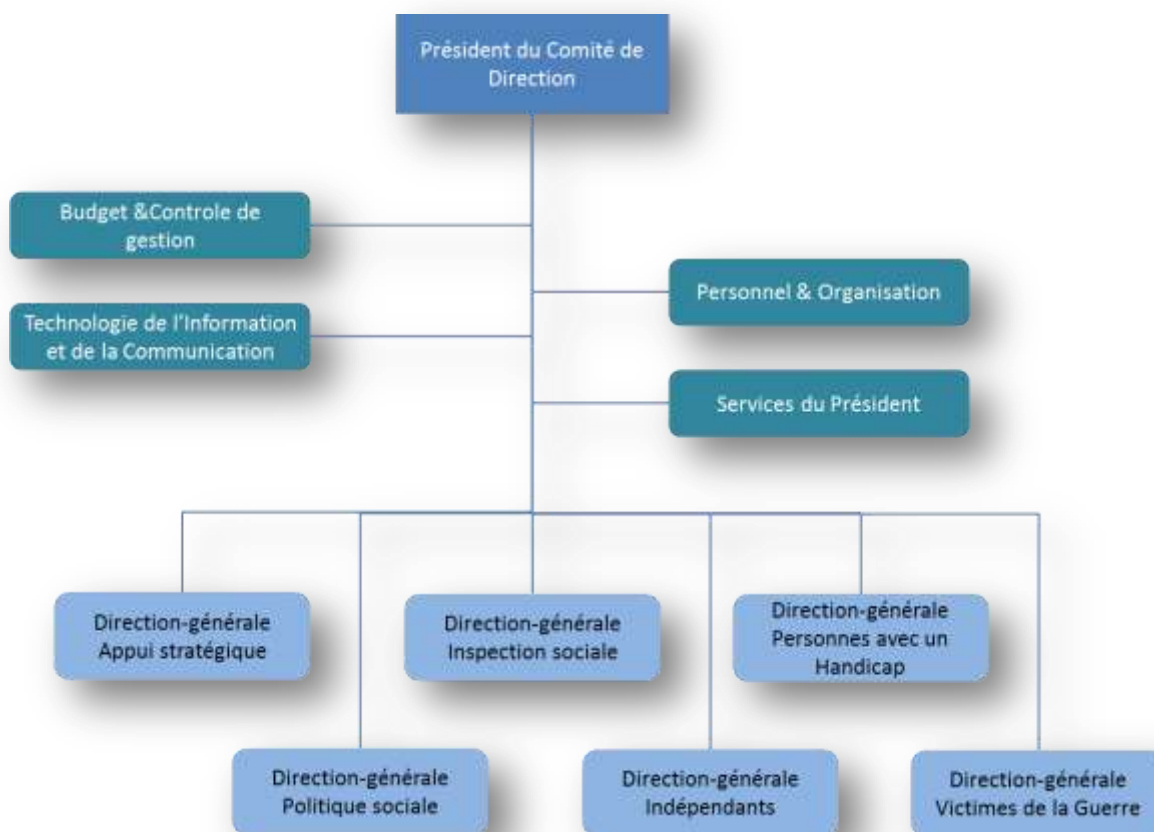 Président du Comité de
Direction
Budget &Controle de
gestion
Personnel & Organisation
Technologie de l'Information
et de la Communication
Services du Président
Direction-générale
Appui stratégique
Direction-générale
Inspection sociale
Direction-générale
Personnes avec un
Handicap
Direction-générale
Politique sociale
Direction-générale
Indépendants
Direction-générale
Victimes de la Guerre